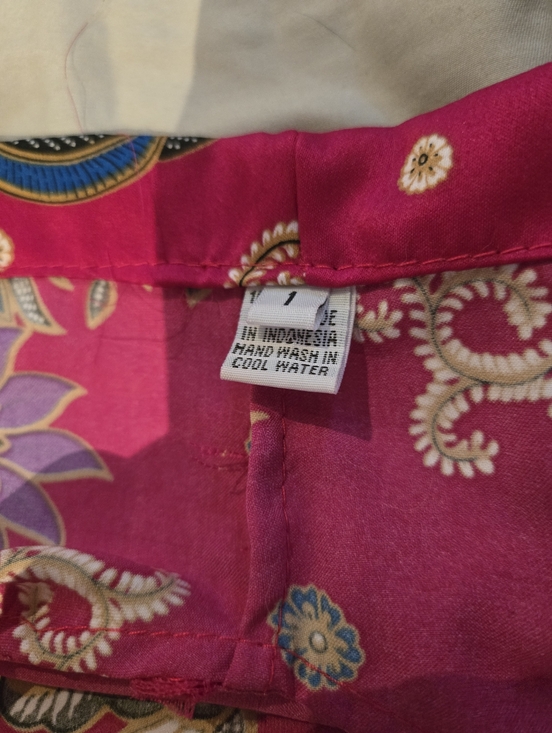 1
IN INDONESIA
HAND WASH IN
COOL WATER